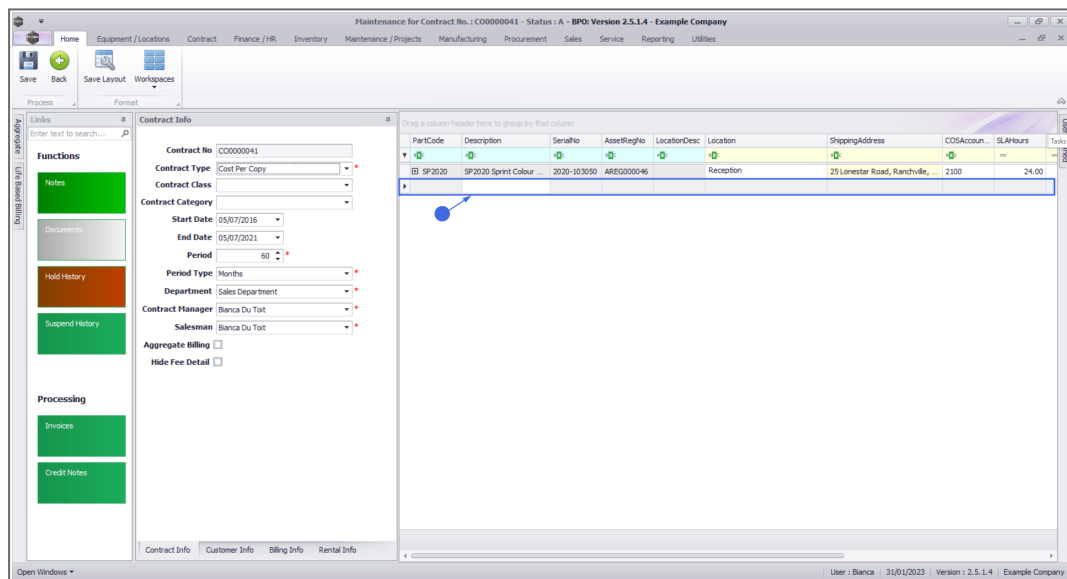 Maintenance for Contract No. : CO0000041 - Status : A - BPO: Version 2.5.1.4 - Example Company
Home Equipment / Locations Contract Finance / HR Inventory Maintenance / Projects Manufacturing Procurement Sales Service Reporting Utilities
Save Back Save Layout Workspaces
Process Format
Aggregate
Life Based Billing
Links
Enter text to search...
Functions
Notes
Documents
Hold History
Suspend History
Processing
Invoices
Credit Notes
Contract Info
Contract No CO0000041
Contract Type Cost Per Copy *
Contract Class
Contract Category
Start Date 05/07/2016
End Date 05/07/2021
Period 60 *
Period Type Months *
Department Sales Department *
Contract Manager Bianca Du Toit *
Salesman Bianca Du Toit *
Aggregate Billing
Hide Fee Detail
Contract Info Customer Info Billing Info Rental Info
Drag a column header here to group by that column
PartCode Description SerialNo AssetRegNo LocationDesc Location ShippingAddress COSAccoun... SLAHours
SP2020 SP2020 Sprint Colour ... 2020-103050 AREG000046 Reception 25 Lonestar Road, Ranchville, ... 2100 24.00
Tasks
Open Windows
User : Bianca 31/01/2023 Version : 2.5.1.4 Example Company